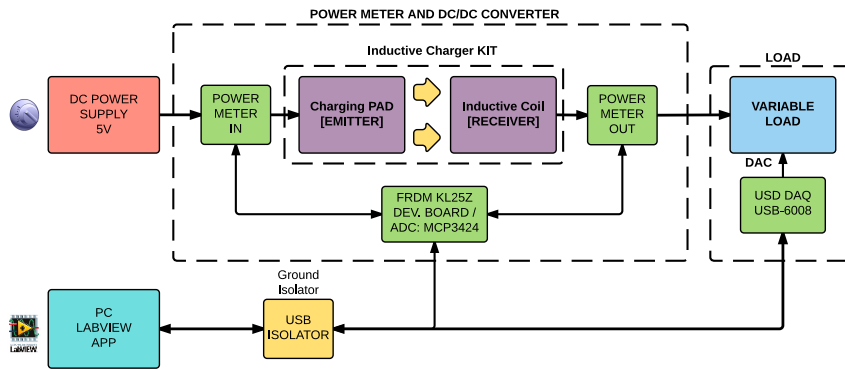 POWER METER AND DC/DC CONVERTER
Inductive Charger KIT
LOAD
DC POWER
SUPPLY
5V
POWER
METER
IN
Charging PAD
[EMITTER]
Inductive Coil
[RECEIVER]
POWER
METER
OUT
VARIABLE
LOAD
DAC
FRDM KL25Z
DEV. BOARD /
ADC: MCP3424
USD DAQ
USB-6008
Ground
Isolator
PC
LABVIEW
APP
USB
ISOLATOR
LabVIEW